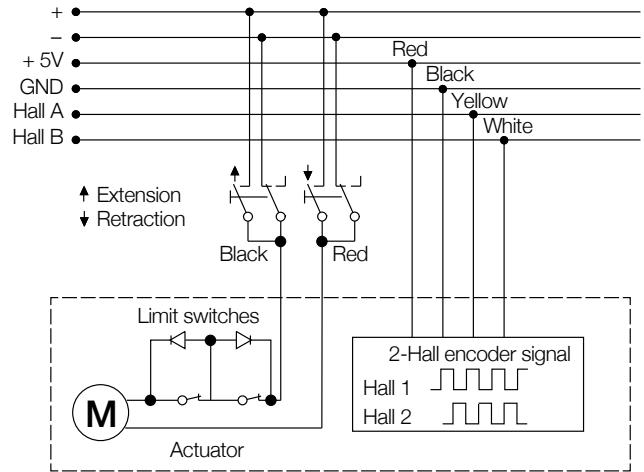 +
–
+ 5V
Red
GND
Black
Hall A
Yellow
Hall B
White
Extension
Retraction
Black
Red
Limit switches
2-Hall encoder signal
Hall 1
M
Hall 2
Actuator